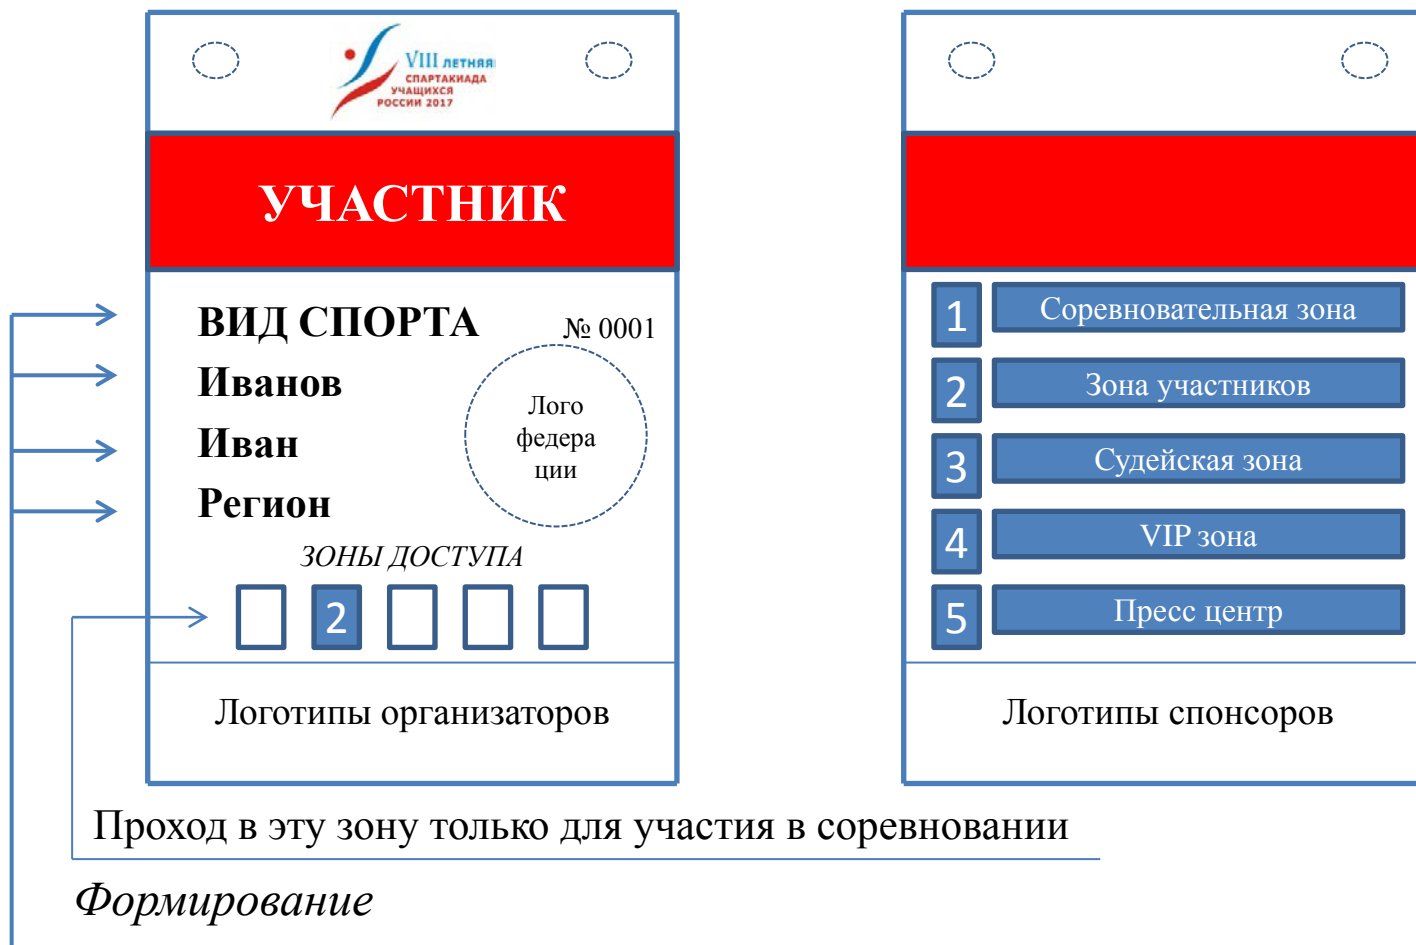 VIII ЛЕТНЯЯ
СПАРТАКИАДА
УЧАЩИХСЯ
РОССИИ 2017
УЧАСТНИК
ВИД СПОРТА
№ 0001
Иванов
Иван
Регион
Лого
федера
ции
ЗОНЫ ДОСТУПА
2
Логотипы организаторов
1 Соревновательная зона
2 Зона участников
3 Судейская зона
4 VIP зона
5 Пресс центр
Логотипы спонсоров
Проход в эту зону только для участия в соревновании
Формирование